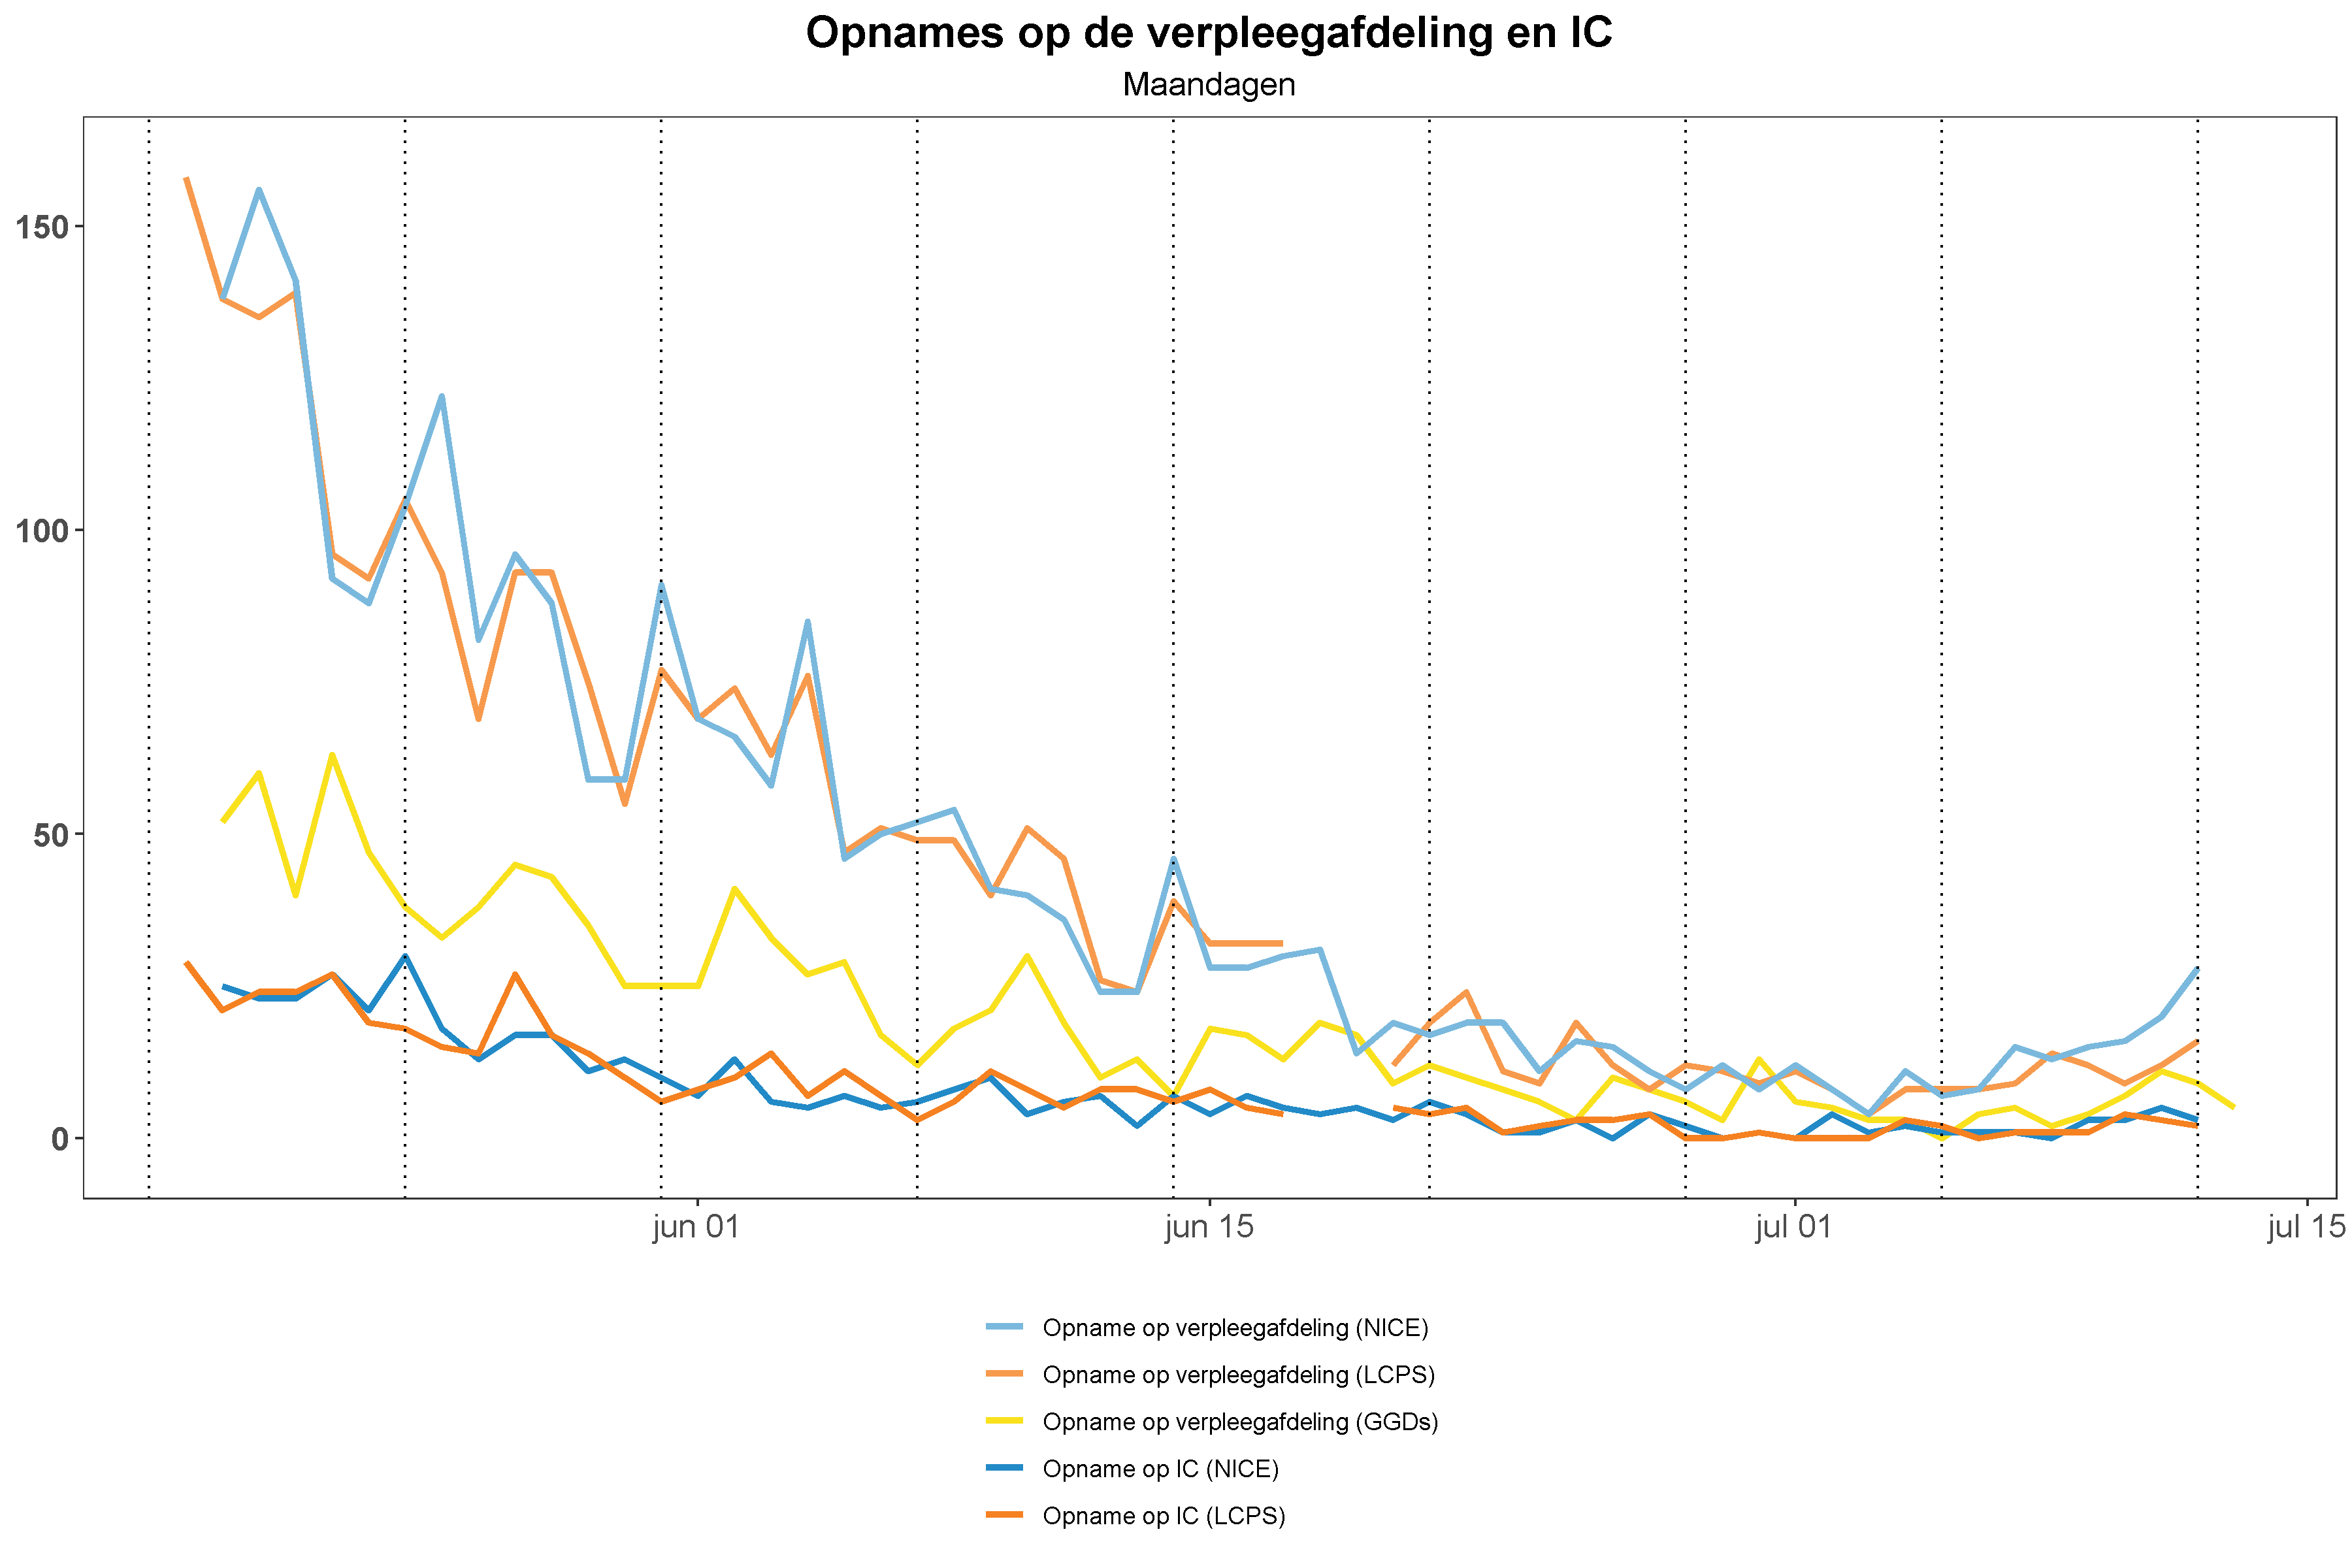 Opnames op de verpleegafdeling en IC
Maandagen
150
100
50
0
jun 01
jun 15
jul 01
jul 15
Opname op verpleegafdeling (NICE)
Opname op verpleegafdeling (LCPS)
Opname op verpleegafdeling (GGDs)
Opname op IC (NICE)
Opname op IC (LCPS)